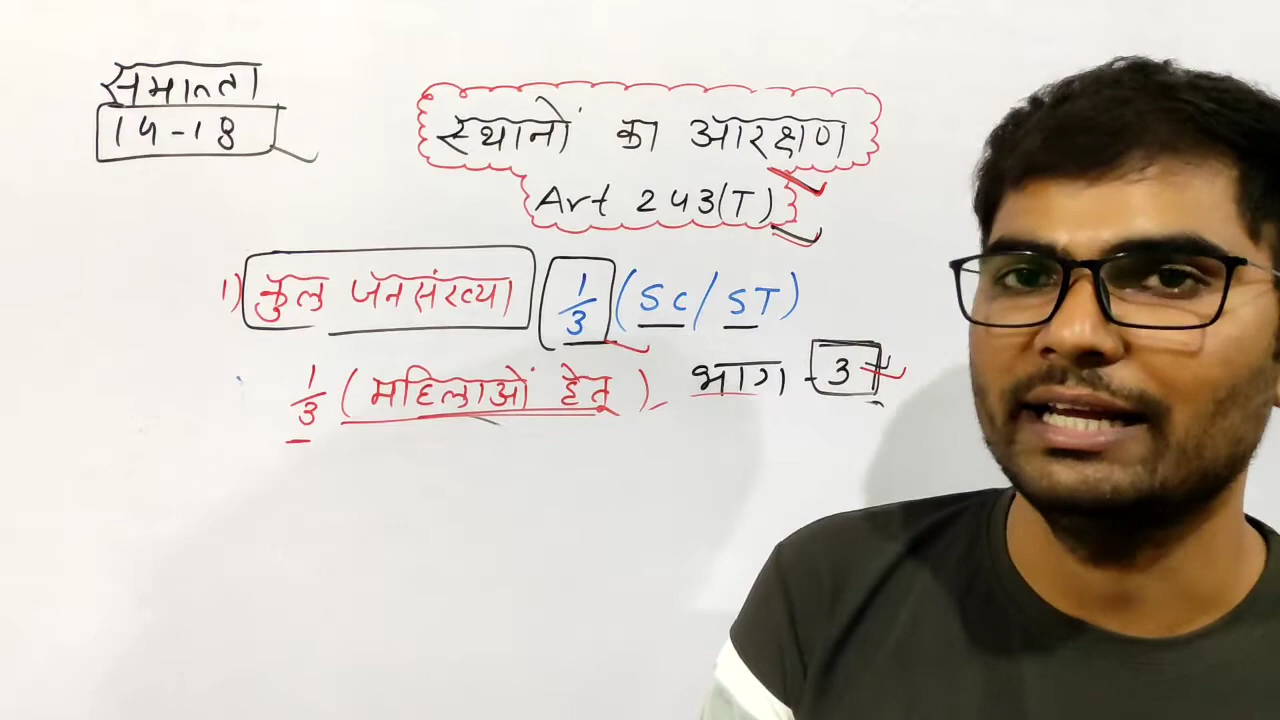 समानता
14-18
स्थानों का आरक्षण
Art 243(T)
1) कुल जनसंख्या 1/3 (SC/ST)
1/3 (महिलाओं हेतू) भाग - 3